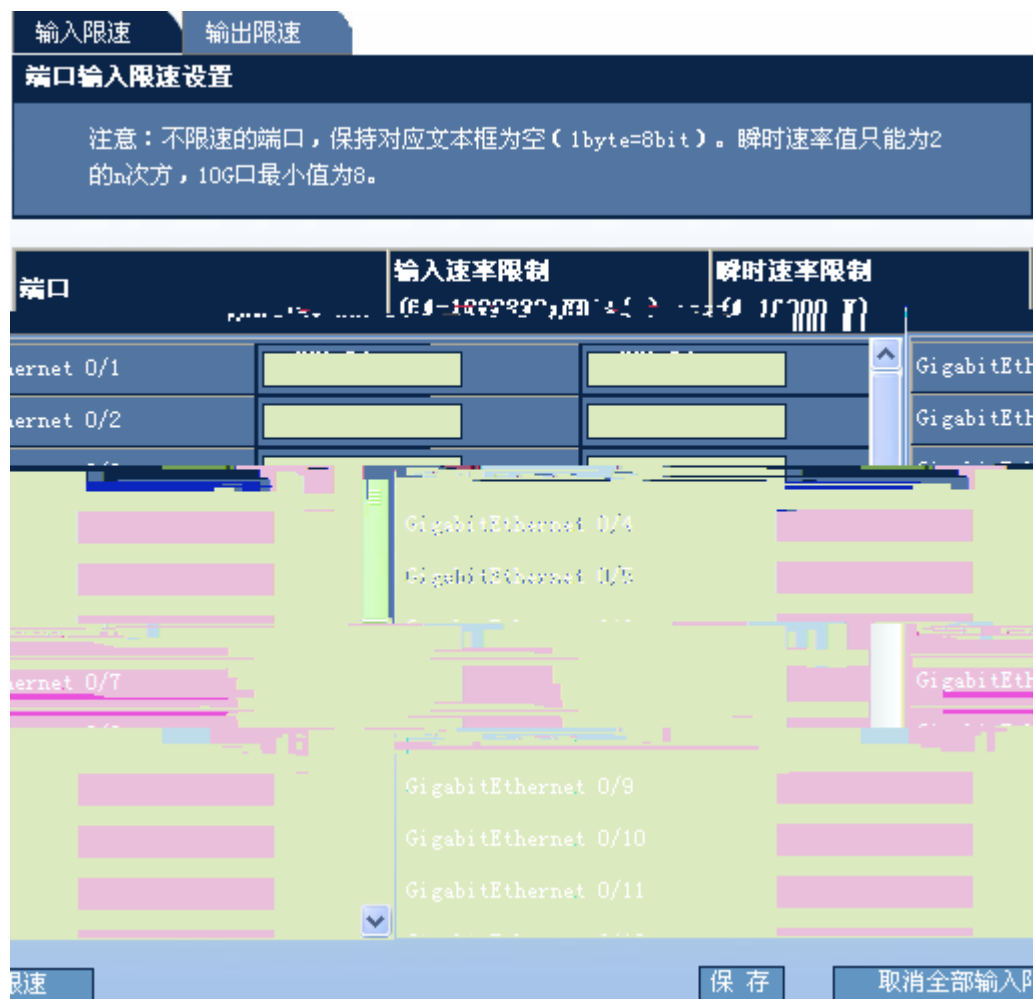 输入限速
输出限速
端口输入限速设置
注意：不限速的端口，保持对应文本框为空（1byte=8bit）。瞬时速率值只能为2
的n次方，10G口最小值为8。
端口
输入速率限制
瞬时速率限制
ernet 0/1
GigabitEth
ernet 0/2
GigabitEth
GigabitEthernet 0/4
GigabitEthernet 0/5
ernet 0/7
GigabitEth
GigabitEthernet 0/9
GigabitEthernet 0/10
GigabitEthernet 0/11
限速
保 存
取消全部输入限